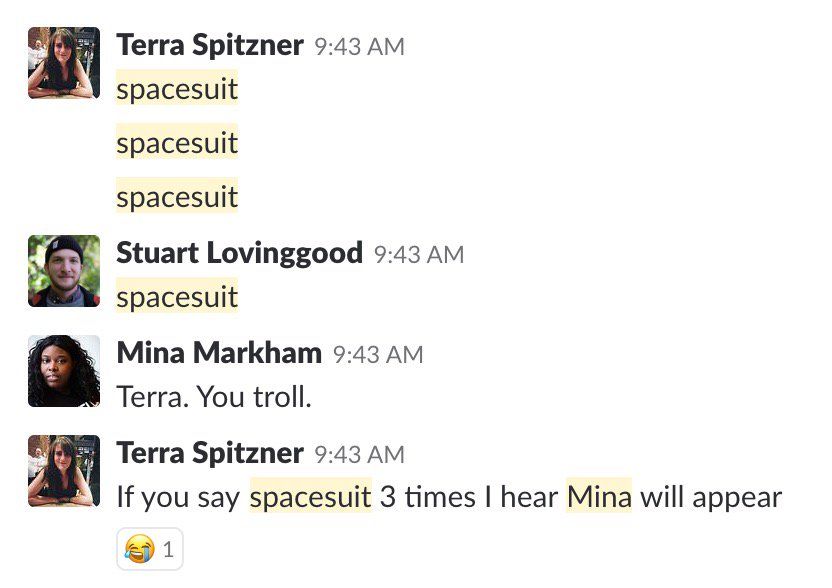 Terra Spitzner 9:43 AM
spacesuit
spacesuit
spacesuit
Stuart Lovinggood 9:43 AM
spacesuit
Mina Markham 9:43 AM
Terra. You troll.
Terra Spitzner 9:43 AM
If you say spacesuit 3 times I hear Mina will appear
😂 1